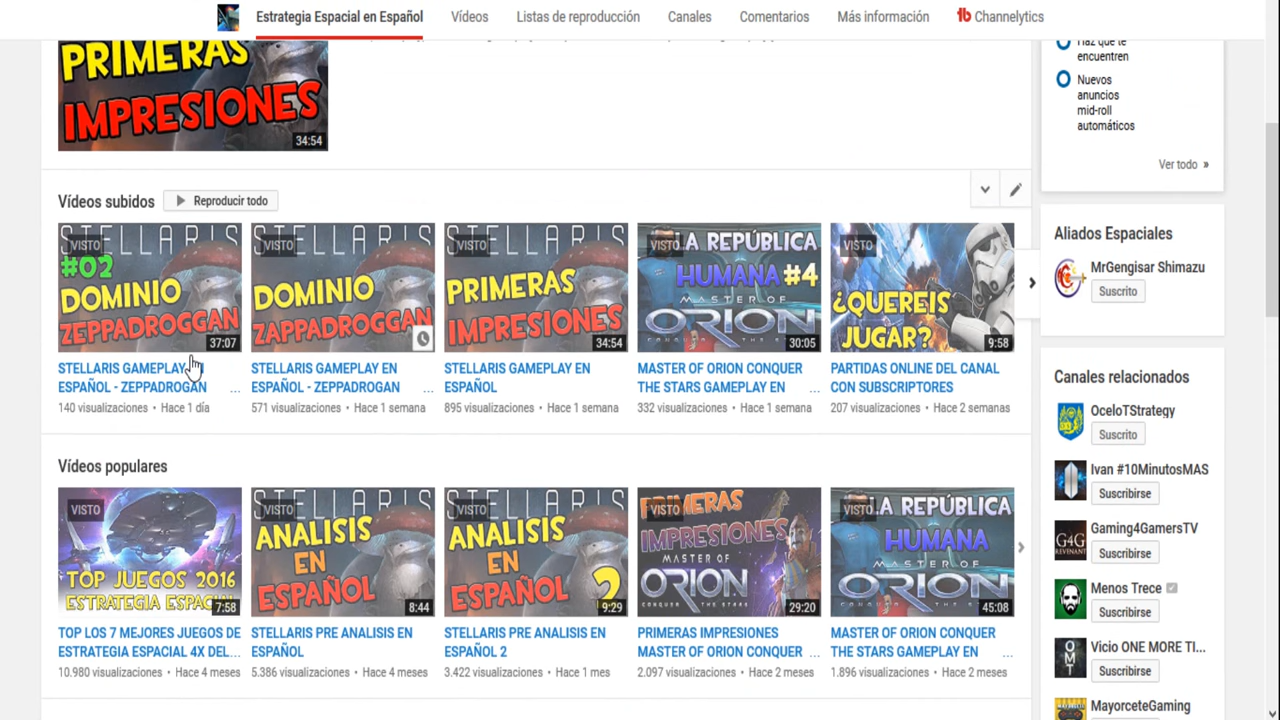 Estrategia Espacial en Español Vídeos Listas de reproducción Canales Comentarios Más información Channelytics
PRIMERAS
IMPRESIONES
34:54
Haz que te
encuentren
Nuevos
anuncios
mid-roll
automáticos
Ver todo »
Vídeos subidos Reproducir todo
VISTO
STELLARIS
#02
DOMINIO
ZEPPADROGGAN
37:07
STELLARIS GAMEPLAY EN
ESPAÑOL - ZEPPADROGAN ...
140 visualizaciones • Hace 1 día
VISTO
STELLARIS
DOMINIO
ZAPPADROGGAN
STELLARIS GAMEPLAY EN
ESPAÑOL - ZEPPADROGAN ...
571 visualizaciones • Hace 1 semana
VISTO
STELLARIS
PRIMERAS
IMPRESIONES
34:54
STELLARIS GAMEPLAY EN
ESPAÑOL
895 visualizaciones • Hace 1 semana
VISTO
LA REPÚBLICA
HUMANA #4
MASTER OF
ORION
CONQUER THE STARS
30:05
MASTER OF ORION CONQUER
THE STARS GAMEPLAY EN ...
332 visualizaciones • Hace 1 semana
VISTO
¿QUEREIS
JUGAR?
9:58
PARTIDAS ONLINE DEL CANAL
CON SUBSCRIPTORES
207 visualizaciones • Hace 2 semanas
Aliados Espaciales
MrGengisar Shimazu
Suscrito
Vídeos populares
VISTO
TOP JUEGOS 2016
ESTRATEGIA ESPACIAL
7:58
TOP LOS 7 MEJORES JUEGOS DE
ESTRATEGIA ESPACIAL 4X DEL...
10.980 visualizaciones • Hace 4 meses
VISTO
STELLARIS
ANALISIS
EN
ESPAÑOL
8:44
STELLARIS PRE ANALISIS EN
ESPAÑOL
5.386 visualizaciones • Hace 4 meses
VISTO
STELLARIS
ANALISIS
EN
ESPAÑOL 2
9:29
STELLARIS PRE ANALISIS EN
ESPAÑOL 2
3.422 visualizaciones • Hace 1 mes
VISTO
PRIMERAS
IMPRESIONES
MASTER OF
ORION
CONQUER THE STARS
29:20
PRIMERAS IMPRESIONES
MASTER OF ORION CONQUER ...
2.097 visualizaciones • Hace 2 meses
VISTO
LA REPÚBLICA
HUMANA
MASTER OF
ORION
CONQUER THE STARS
45:08
MASTER OF ORION CONQUER
THE STARS GAMEPLAY EN ...
1.896 visualizaciones • Hace 2 meses
Canales relacionados
OceloTStrategy
Suscrito
Ivan #10MinutosMAS
Suscribirse
G4G
REVENANT
Gaming4GamersTV
Suscribirse
Menos Trece
Suscribirse
OMT
Vicio ONE MORE TI...
Suscribirse
MayorceteGaming